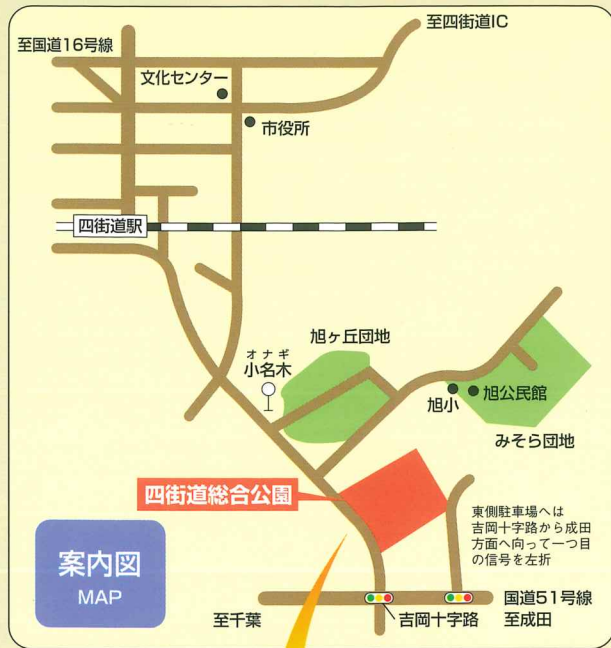 至四街道IC
至国道16号線
文化センター
市役所
四街道駅
旭ヶ丘団地
オナギ
小名木
旭公民館
旭小
みそら団地
四街道総合公園
東側駐車場へは
吉岡十字路から成田
方面へ向って一つ目
の信号を左折
案内図
MAP
国道51号線
至千葉
吉岡十字路
至成田